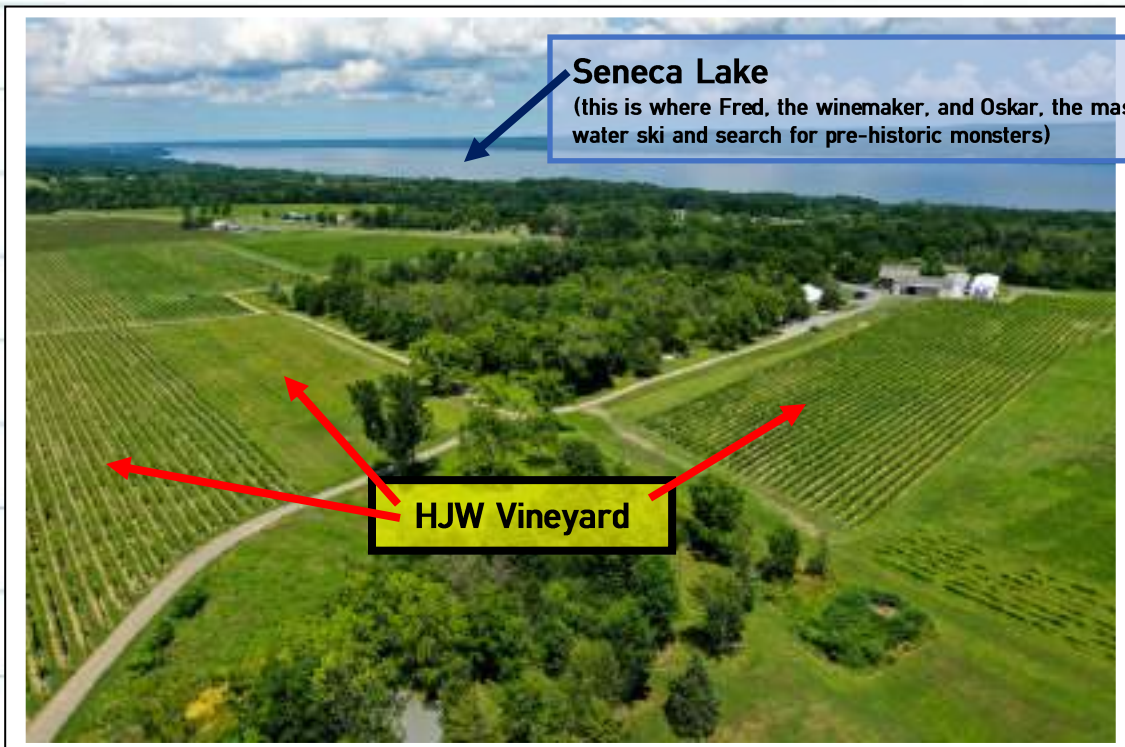 Seneca Lake
(this is where Fred, the winemaker, and Oskar, the
water ski and search for pre-historic monsters)
HJW Vineyard